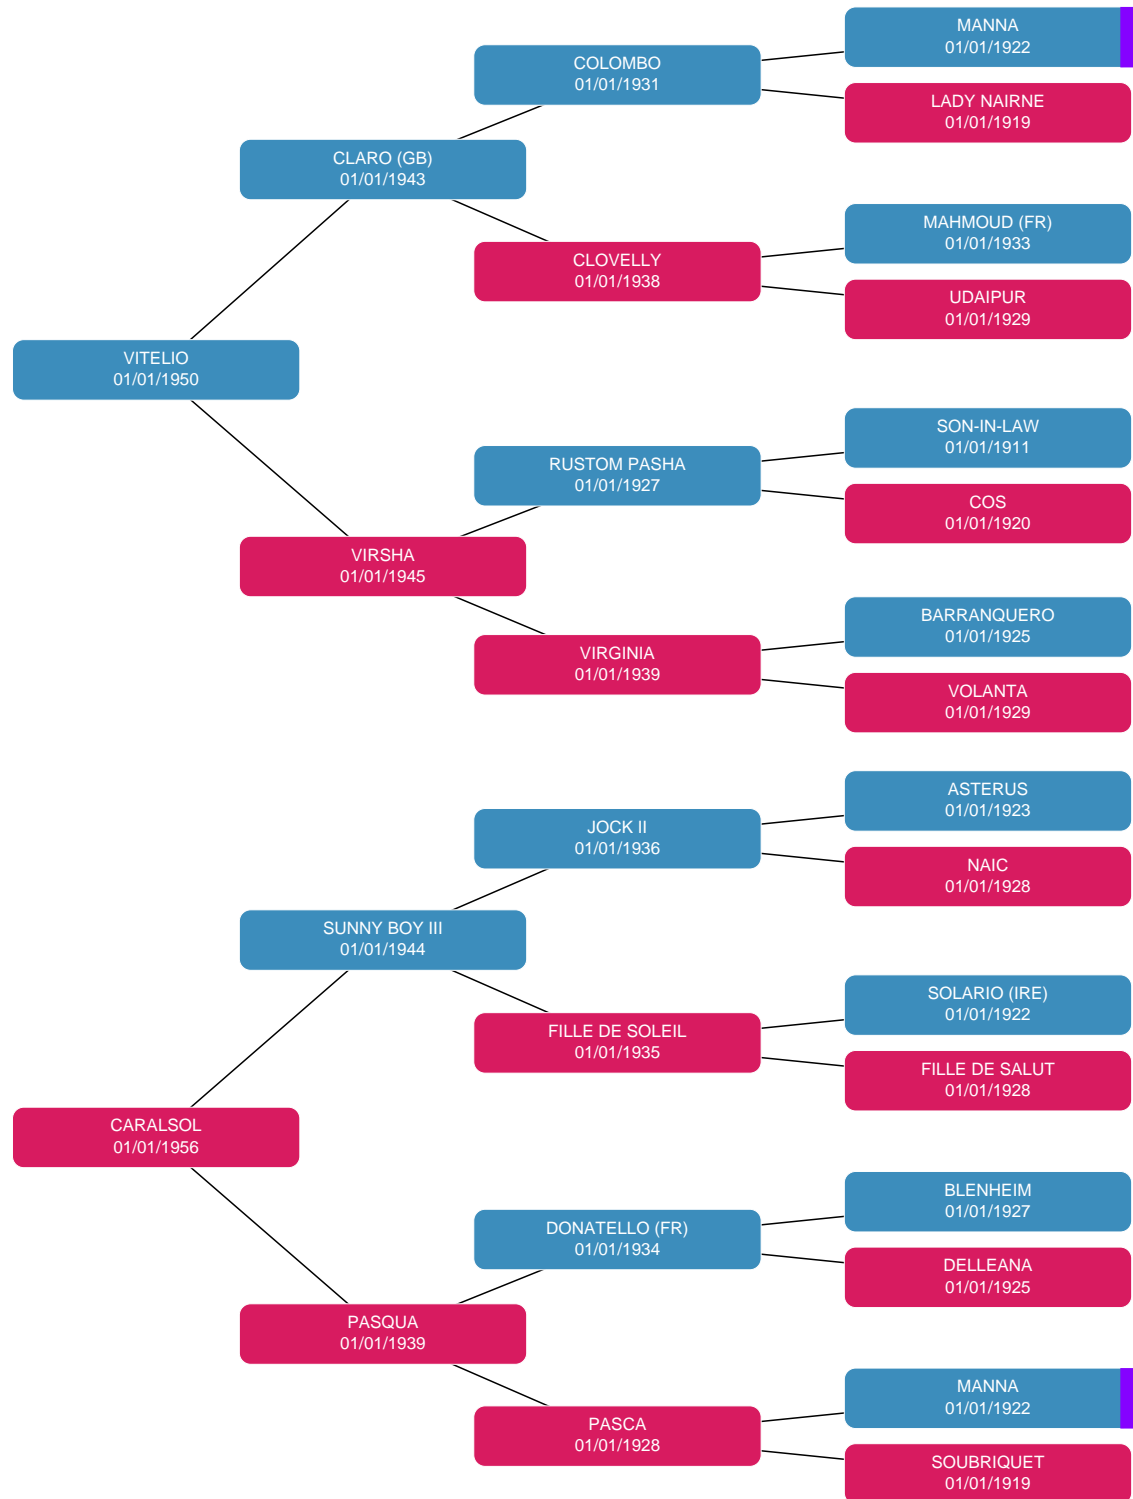 MANNA
01/01/1922
COLOMBO
01/01/1931
LADY NAIRNE
01/01/1919
CLARO (GB)
01/01/1943
MAHMOUD (FR)
01/01/1933
CLOVELLY
01/01/1938
UDAIPUR
01/01/1929
VITELIO
01/01/1950
SON-IN-LAW
01/01/1911
RUSTOM PASHA
01/01/1927
COS
01/01/1920
VIRSHA
01/01/1945
BARRANQUERO
01/01/1925
VIRGINIA
01/01/1939
VOLANTA
01/01/1929
ASTERUS
01/01/1923
JOCK II
01/01/1936
NAIC
01/01/1928
SUNNY BOY III
01/01/1944
SOLARIO (IRE)
01/01/1922
FILLE DE SOLEIL
01/01/1935
FILLE DE SALUT
01/01/1928
CARALSOL
01/01/1956
BLENHEIM
01/01/1927
DONATELLO (FR)
01/01/1934
DELLEANA
01/01/1925
PASQUA
01/01/1939
MANNA
01/01/1922
PASCA
01/01/1928
SOUBRIQUET
01/01/1919